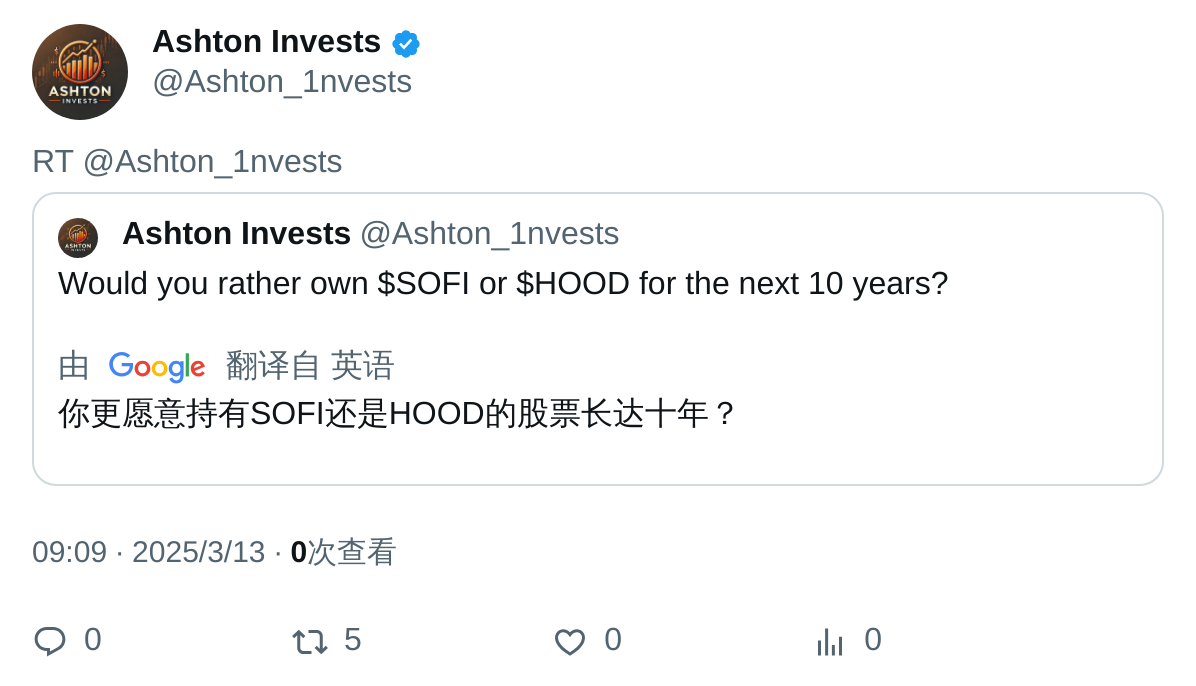 Ashton Invests
@Ashton_1nvests
ASHTON
INVESTS
RT @Ashton_1nvests
Ashton Invests @Ashton_1nvests
ASHTON
Would you rather own $SOFI or $HOOD for the next 10 years?
由 Google 翻译自 英语
你更愿意持有SOFI还是HOOD的股票长达十年？
09:09 · 2025/3/13 · 0次查看
0 5 0 0